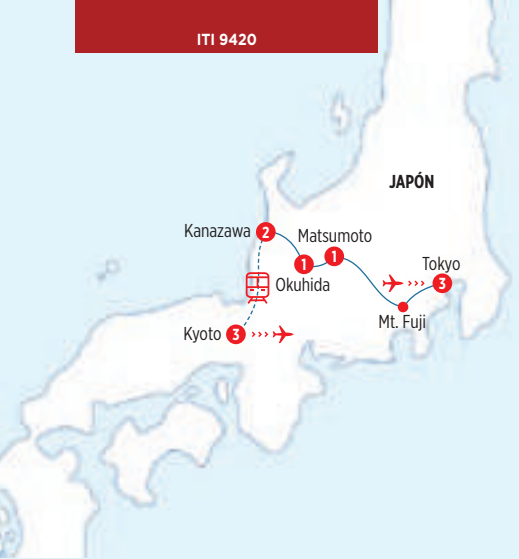 ITI 9420
JAPÓN
Kanazawa 2
Matsumoto
1
1
Okuhida
Tokyo
3
Mt. Fuji
Kyoto 3 ›››
›››